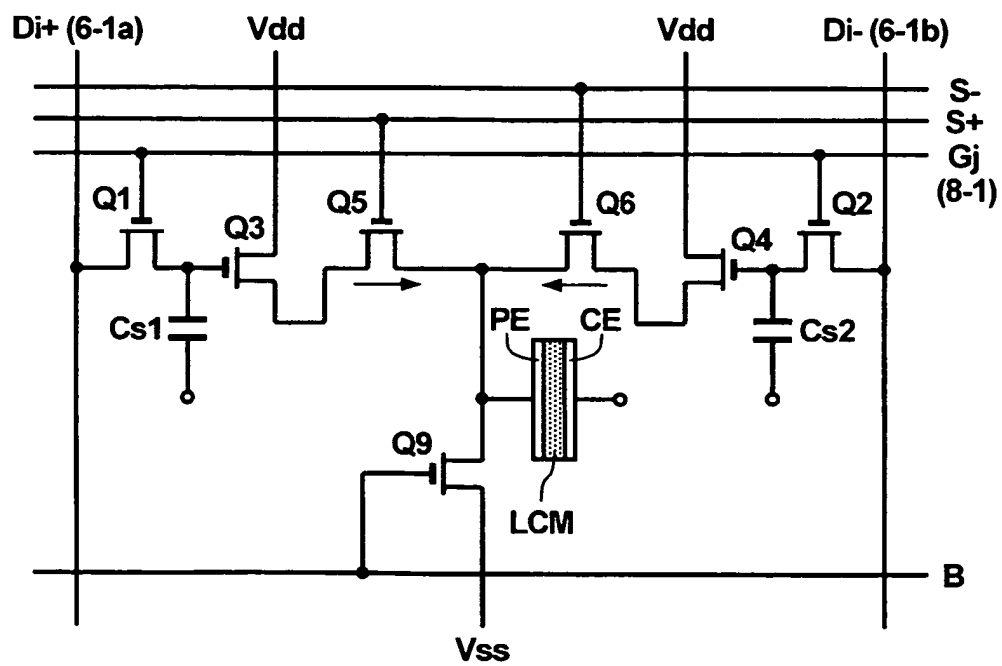 Di+ (6-1a) Vdd Vdd Di- (6-1b)
S-
S+
Gj
(8-1)
Q1 Q3 Q5 Q6 Q4 Q2
Cs1 PE CE Cs2
Q9
LCM
B
Vss